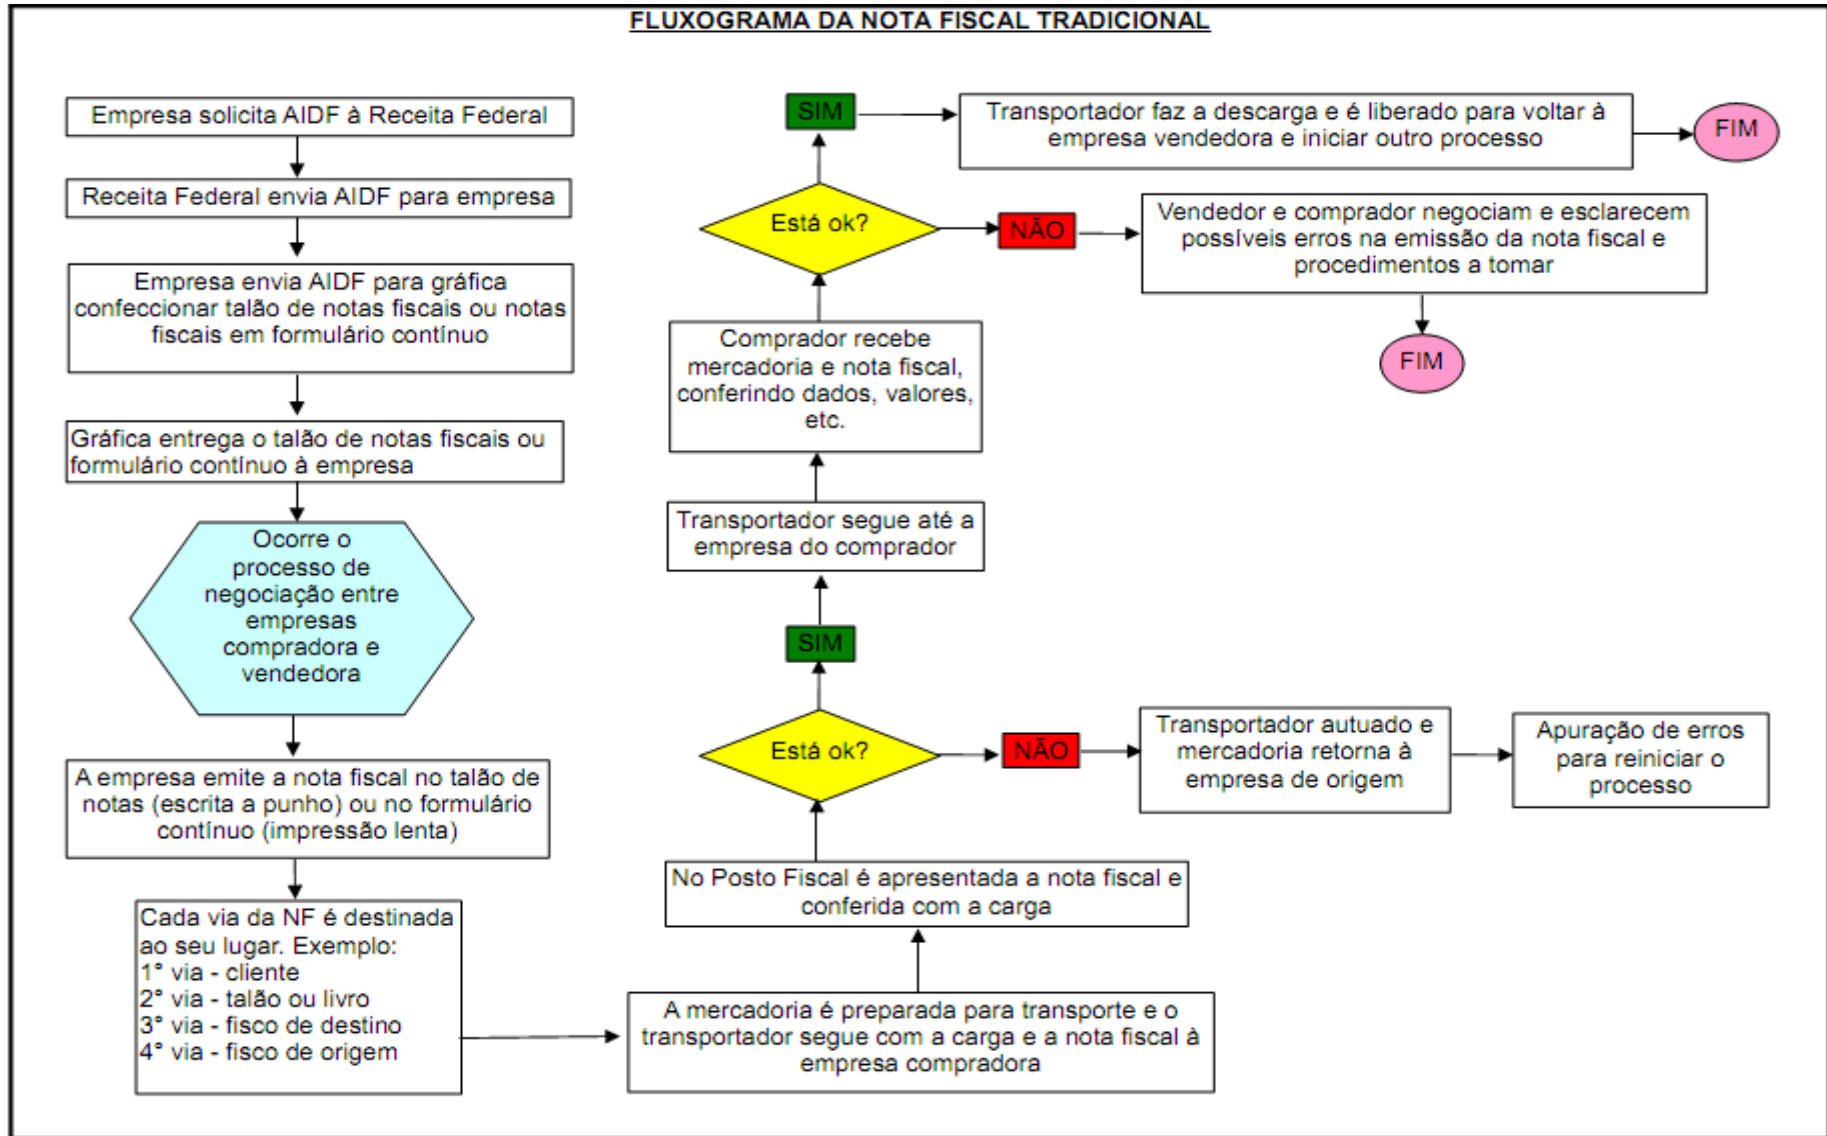 FLUXOGRAMA DA NOTA FISCAL TRADICIONAL
Empresa solicita AIDF à Receita Federal
Receita Federal envia AIDF para empresa
Empresa envia AIDF para gráfica
confeccionar talão de notas fiscais ou notas
fiscais em formulário contínuo
Gráfica entrega o talão de notas fiscais ou
formulário contínuo à empresa
Ocorre o
processo de
negociação entre
empresas
compradora e
vendedora
A empresa emite a nota fiscal no talão de
notas (escrita a punho) ou no formulário
contínuo (impressão lenta)
Cada via da NF é destinada
ao seu lugar. Exemplo:
1° via - cliente
2° via - talão ou livro
3° via - fisco de destino
4° via - fisco de origem
A mercadoria é preparada para transporte e o
transportador segue com a carga e a nota fiscal à
empresa compradora
No Posto Fiscal é apresentada a nota fiscal e
conferida com a carga
Está ok?
NÃO
Transportador autuado e
mercadoria retorna à
empresa de origem
Apuração de erros
para reiniciar o
processo
SIM
Transportador segue até a
empresa do comprador
Comprador recebe
mercadoria e nota fiscal,
conferindo dados, valores,
etc.
Está ok?
NÃO
Vendedor e comprador negociam e esclarecem
possíveis erros na emissão da nota fiscal e
procedimentos a tomar
FIM
SIM
Transportador faz a descarga e é liberado para voltar à
empresa vendedora e iniciar outro processo
FIM